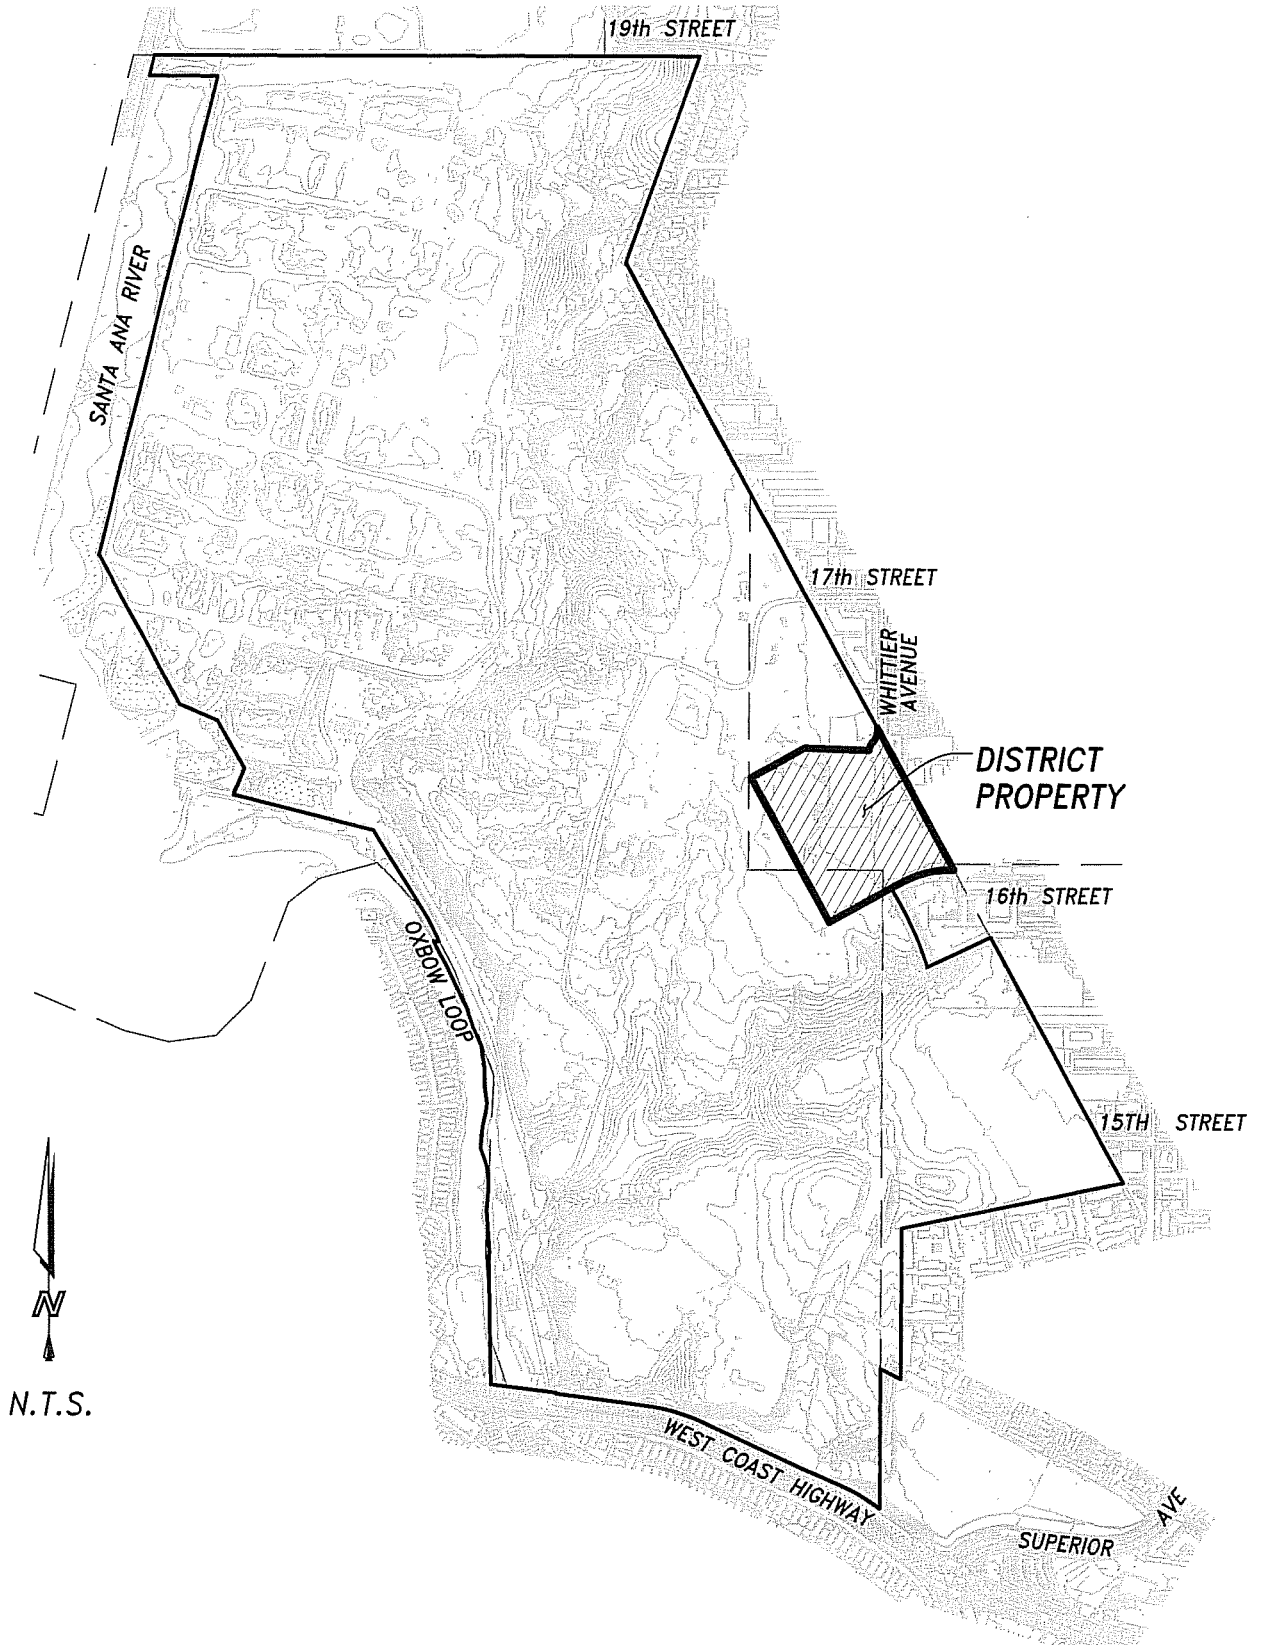 19th STREET
SANTA ANA RIVER
17th STREET
WHITTIER
AVENUE
DISTRICT
PROPERTY
16th STREET
OXBOW LOOP
15TH STREET
N
N.T.S.
WEST COAST HIGHWAY
SUPERIOR AVE